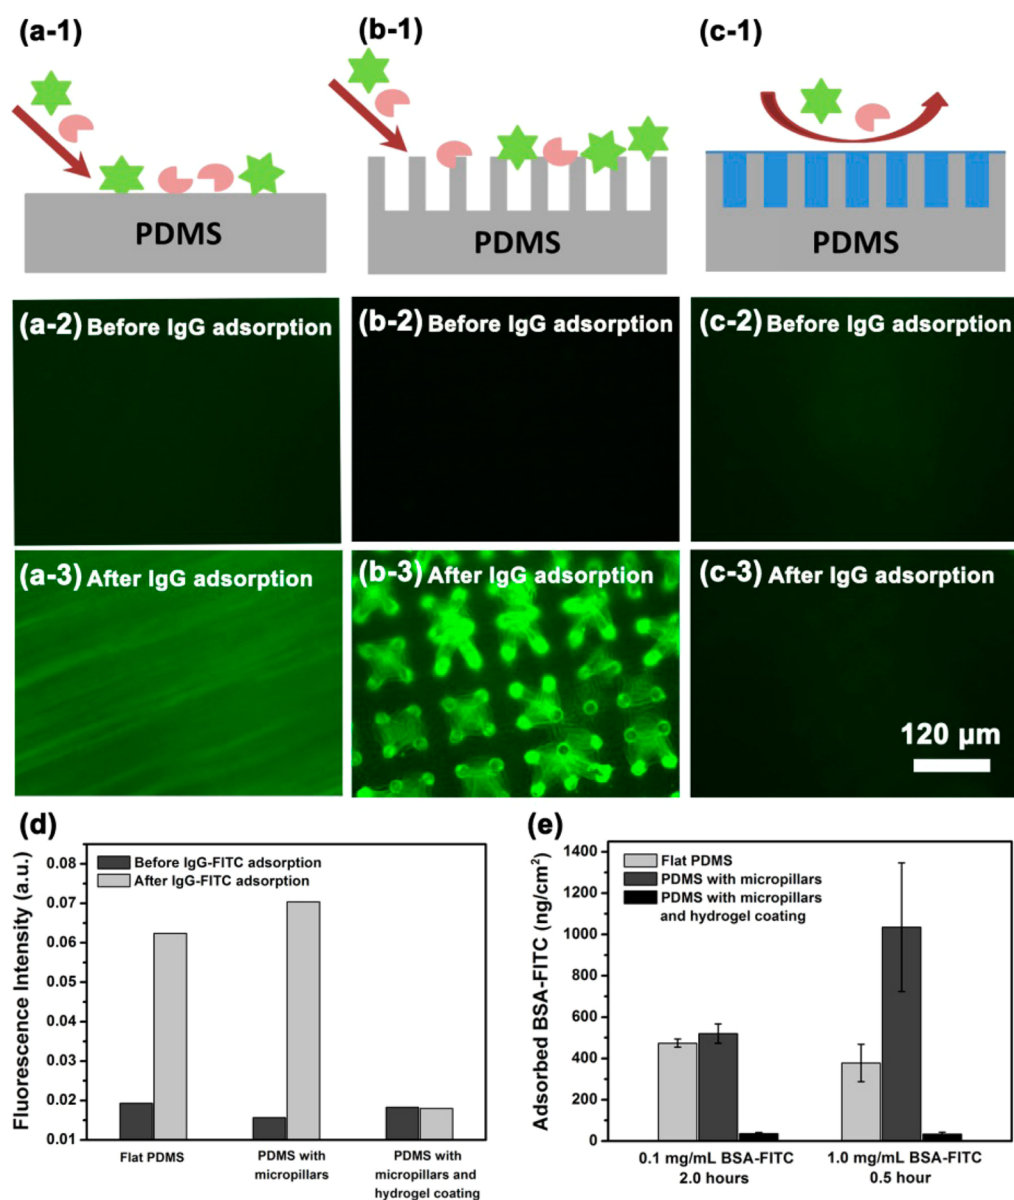 (a-1)
(b-1)
(c-1)
PDMS
PDMS
PDMS
(a-2) Before IgG adsorption
(b-2) Before IgG adsorption
(c-2) Before IgG adsorption
(a-3) After IgG adsorption
(b-3) After IgG adsorption
(c-3) After IgG adsorption
120 µm
(d)
Fluorescence Intensity (a.u.)
0.08
0.07
0.06
0.05
0.04
0.03
0.02
0.01
Before IgG-FITC adsorption
After IgG-FITC adsorption
Flat PDMS
PDMS with
micropillars
PDMS with
micropillars and
hydrogel coating
(e)
Adsorbed BSA-FITC (ng/cm²)
1400
1200
1000
800
600
400
200
0
Flat PDMS
PDMS with micropillars
PDMS with micropillars
and hydrogel coating
0.1 mg/mL BSA-FITC
2.0 hours
1.0 mg/mL BSA-FITC
0.5 hour